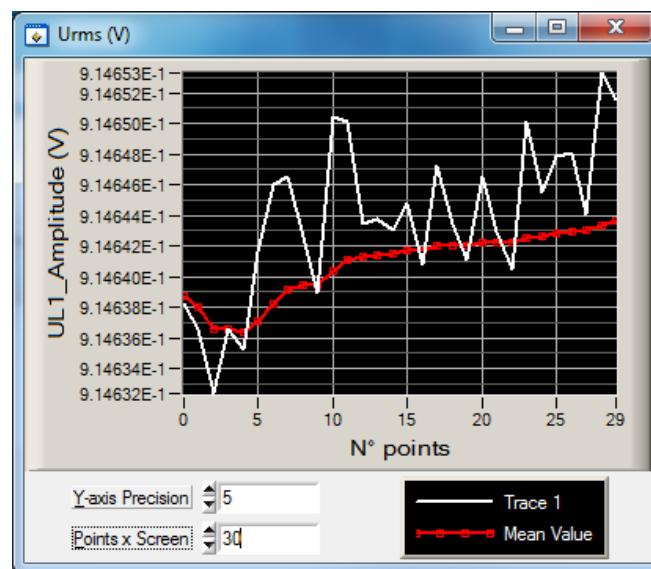 Urms (V)
9.14653E-1
9.14652E-1
9.14650E-1
9.14648E-1
9.14646E-1
9.14644E-1
9.14642E-1
9.14640E-1
9.14638E-1
9.14636E-1
9.14634E-1
9.14632E-1
UL1_Amplitude (V)
0 5 10 15 20 25 29
N° points
Y-axis Precision 5
Points x Screen 30
Trace 1
Mean Value